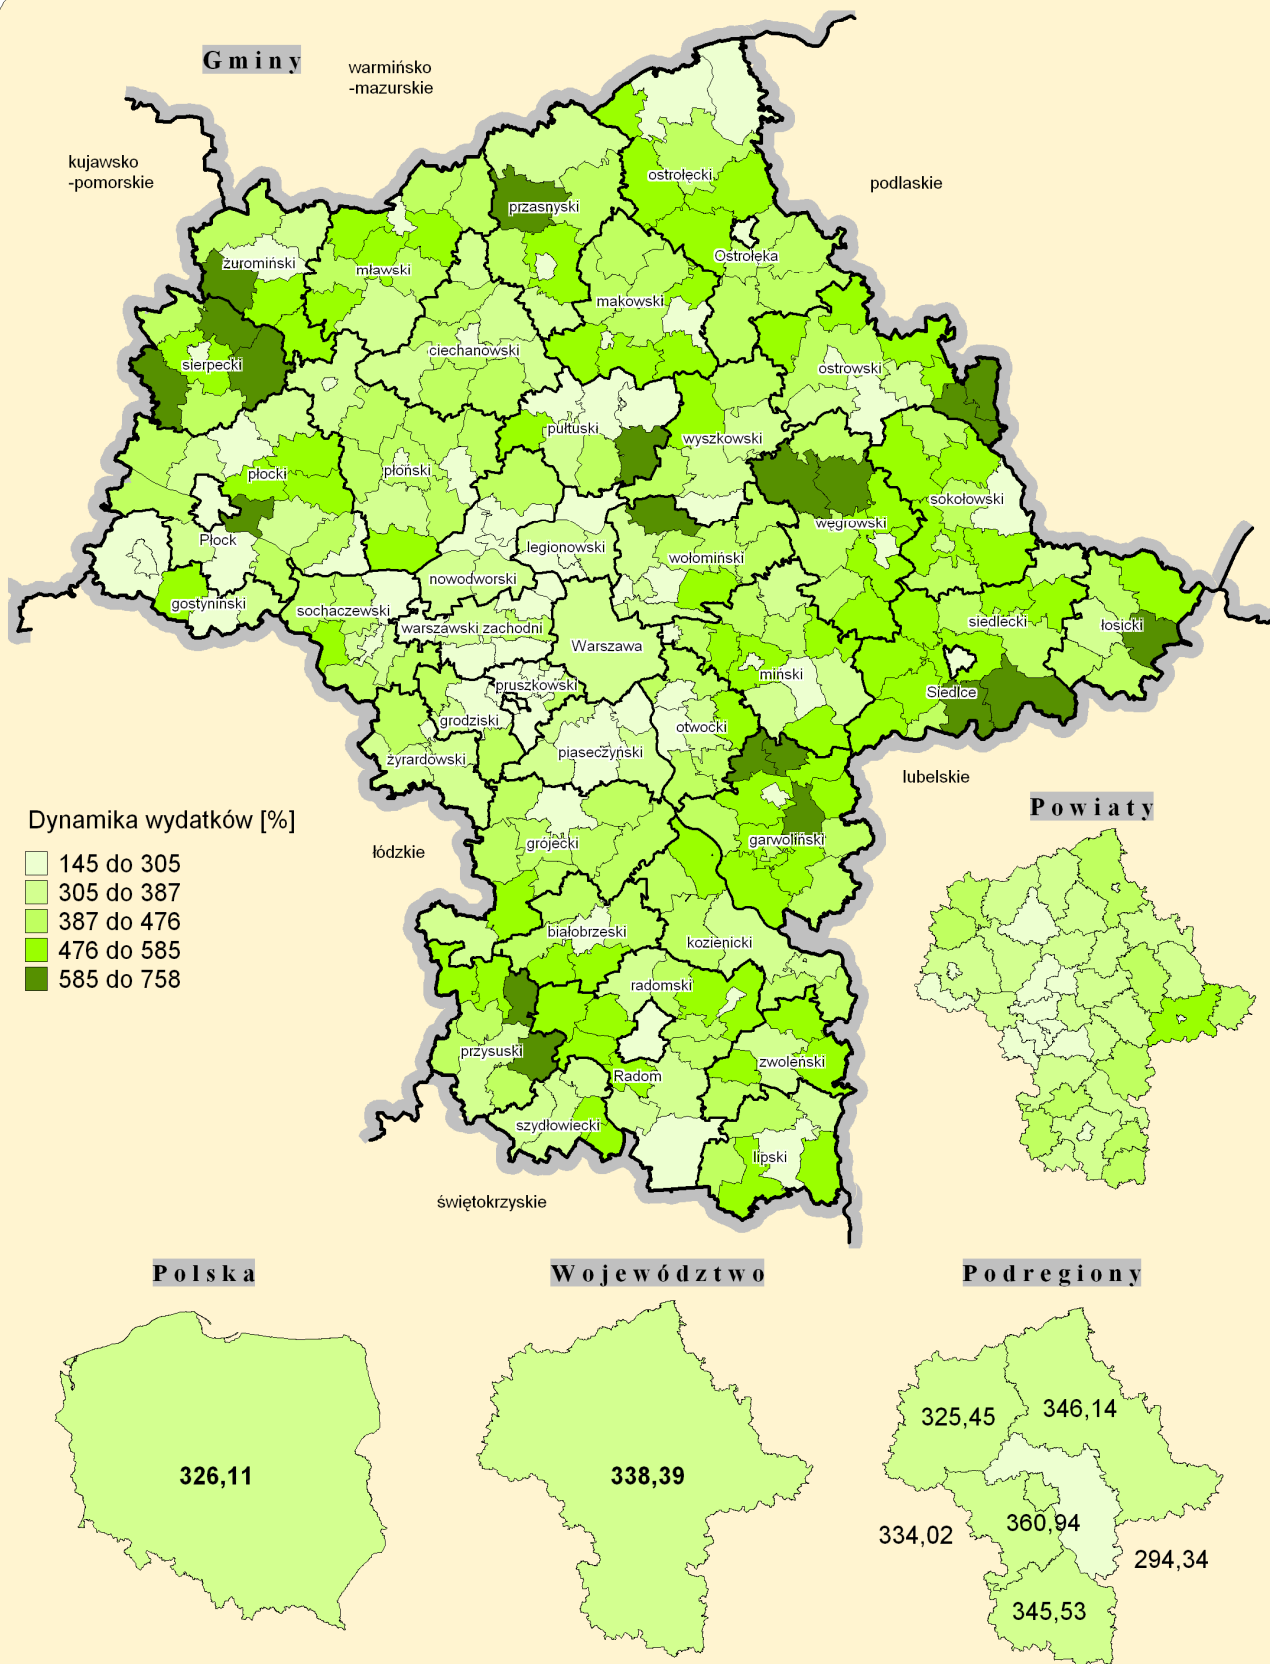 Gminy
warmińsko
-mazurskie
kujawsko
-pomorskie
podlaskie
ostrołęcki
przasnyski
Ostrołęka
żuromiński
mławski
makowski
ciechanowski
sierpecki
ostrowski
pułtuski
wyszkowski
płocki
płoński
sokołowski
węgrowski
Płock
legionowski
wołomiński
nowodworski
gostyniński
sochaczewski
siedlecki
łosicki
warszawski zachodni
Warszawa
miński
pruszkowski
Siedlce
grodziski
otwocki
piaseczyński
żyrardowski
lubelskie
Powiaty
Dynamika wydatków [%]
145 do 305
305 do 387
387 do 476
476 do 585
585 do 758
łódzkie
grójecki
garwoliński
białobrzeski
kozienicki
radomski
przysuski
zwoleński
Radom
szydłowiecki
lipski
świętokrzyskie
Polska
Województwo
Podregiony
326,11
338,39
325,45
346,14
334,02
360,94
294,34
345,53